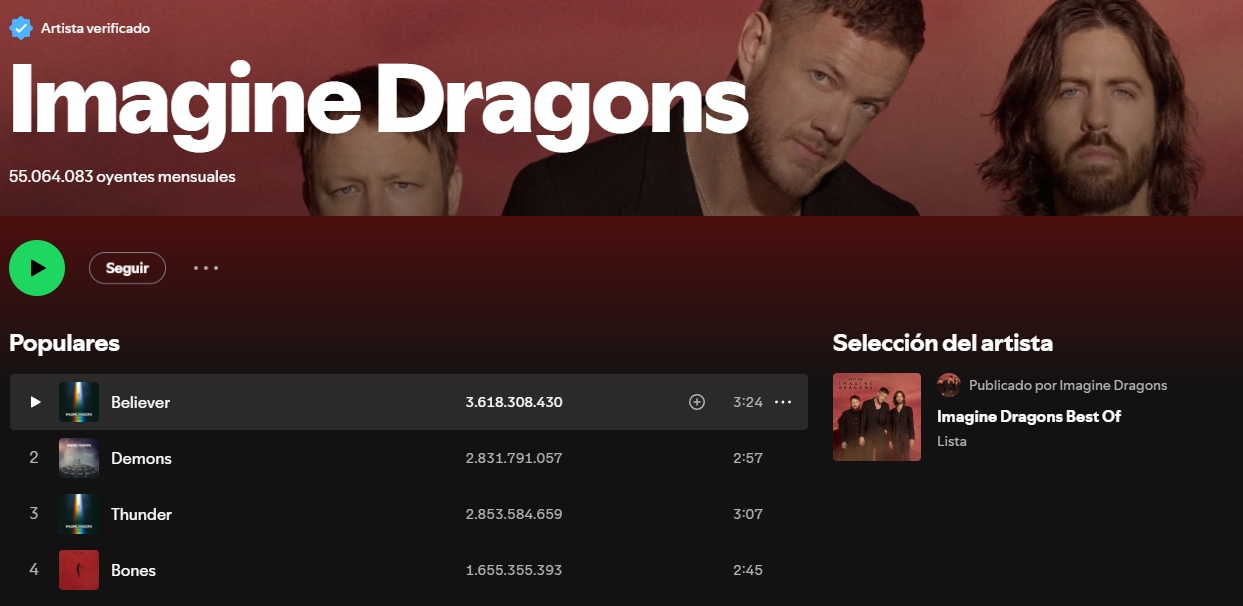 Artista verificado
Imagine Dragons
55.064.083 oyentes mensuales
Seguir
Populares
Believer 3.618.308.430 3:24
2 Demons 2.831.791.057 2:57
3 Thunder 2.853.584.659 3:07
4 Bones 1.655.355.393 2:45
Selección del artista
Publicado por Imagine Dragons
Imagine Dragons Best Of
Lista